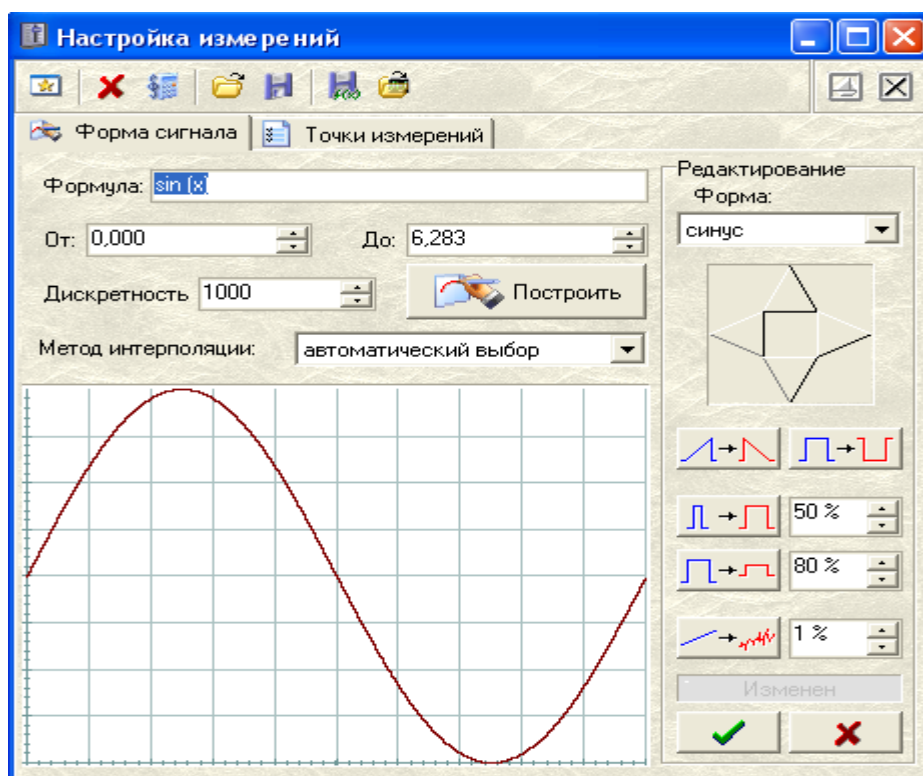 Настройка измерений
Форма сигнала
Точки измерений
Формула: sin (x)
От: 0,000
До: 6,283
Дискретность 1000
Построить
Метод интерполяции: автоматический выбор
Редактирование
Форма:
синус
50 %
80 %
1 %
Изменен